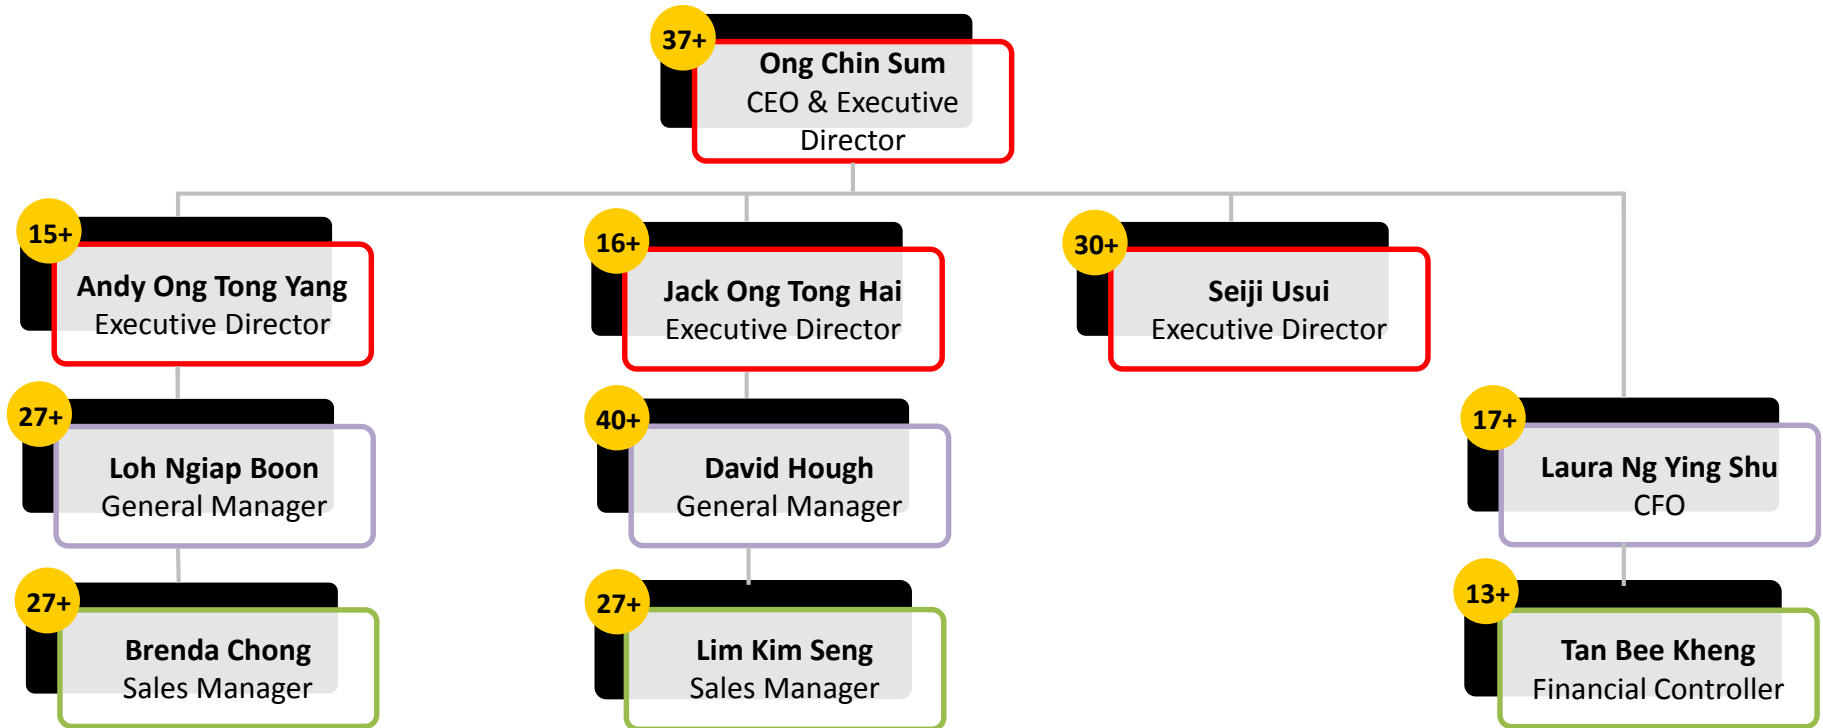 37+
Ong Chin Sum
CEO & Executive
Director
15+
Andy Ong Tong Yang
Executive Director
16+
Jack Ong Tong Hai
Executive Director
30+
Seiji Usui
Executive Director
27+
Loh Ngiap Boon
General Manager
40+
David Hough
General Manager
17+
Laura Ng Ying Shu
CFO
27+
Brenda Chong
Sales Manager
27+
Lim Kim Seng
Sales Manager
13+
Tan Bee Kheng
Financial Controller